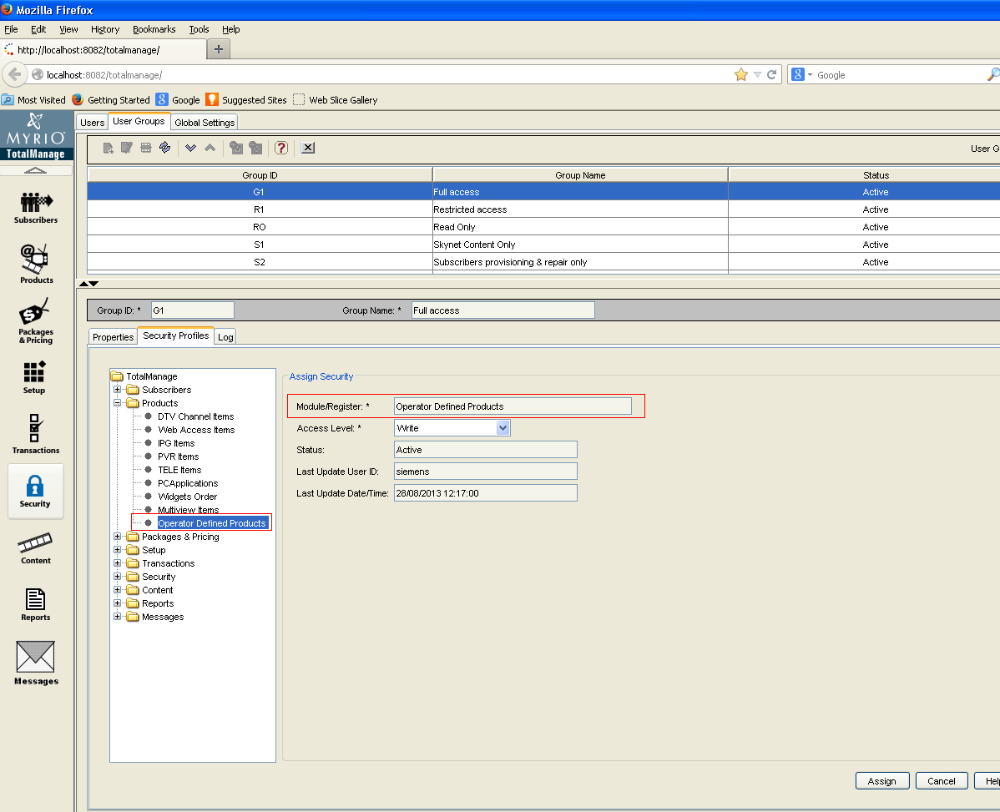 Mozilla Firefox
File Edit View History Bookmarks Tools Help
http://localhost:8082/totalmanage/
localhost:8082/totalmanage/
Google
Most Visited Getting Started Google Suggested Sites Web Slice Gallery
MYRIO
TotalManage
Users User Groups Global Settings
User G
Group ID Group Name Status
G1 Full access Active
R1 Restricted access Active
RO Read Only Active
S1 Skynet Content Only Active
S2 Subscribers provisioning & repair only Active
Subscribers
Products
Packages
& Pricing
Setup
Transactions
Security
Content
Reports
Messages
Group ID: * G1 Group Name: * Full access
Properties Security Profiles Log
TotalManage
Subscribers
Products
DTV Channel Items
Web Access Items
IPG Items
PVR Items
TELE Items
PCApplications
Widgets Order
Multiview Items
Operator Defined Products
Packages & Pricing
Setup
Transactions
Security
Content
Reports
Messages
Assign Security
Module/Register: * Operator Defined Products
Access Level: * Write
Status: Active
Last Update User ID: siemens
Last Update Date/Time: 28/08/2013 12:17:00
Assign Cancel Hel